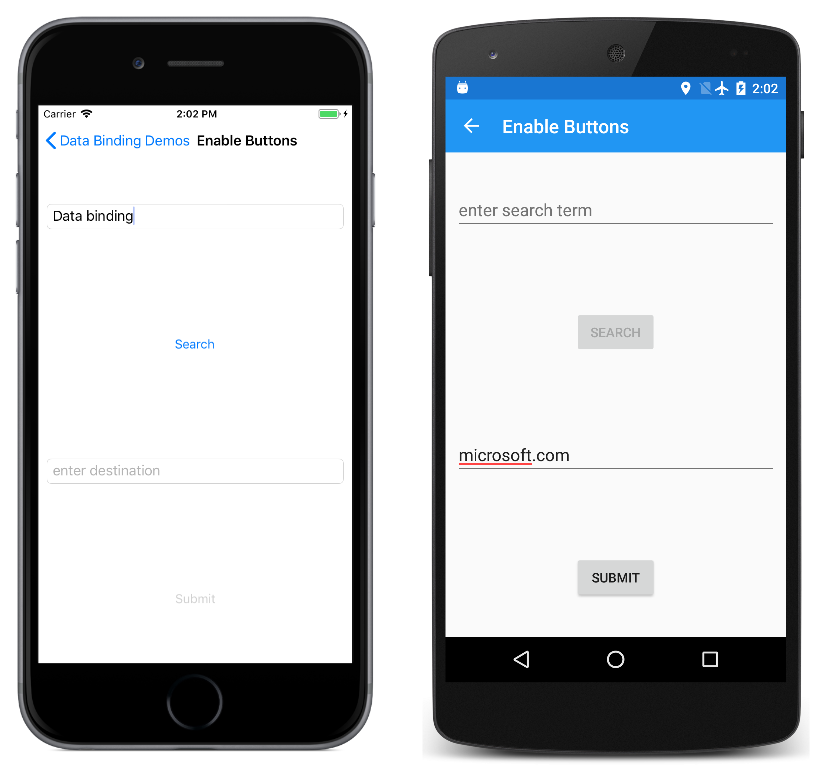 Carrier 2:02 PM
Data Binding Demos Enable Buttons
Data binding
Search
enter destination
Submit
2:02
Enable Buttons
enter search term
SEARCH
microsoft.com
SUBMIT